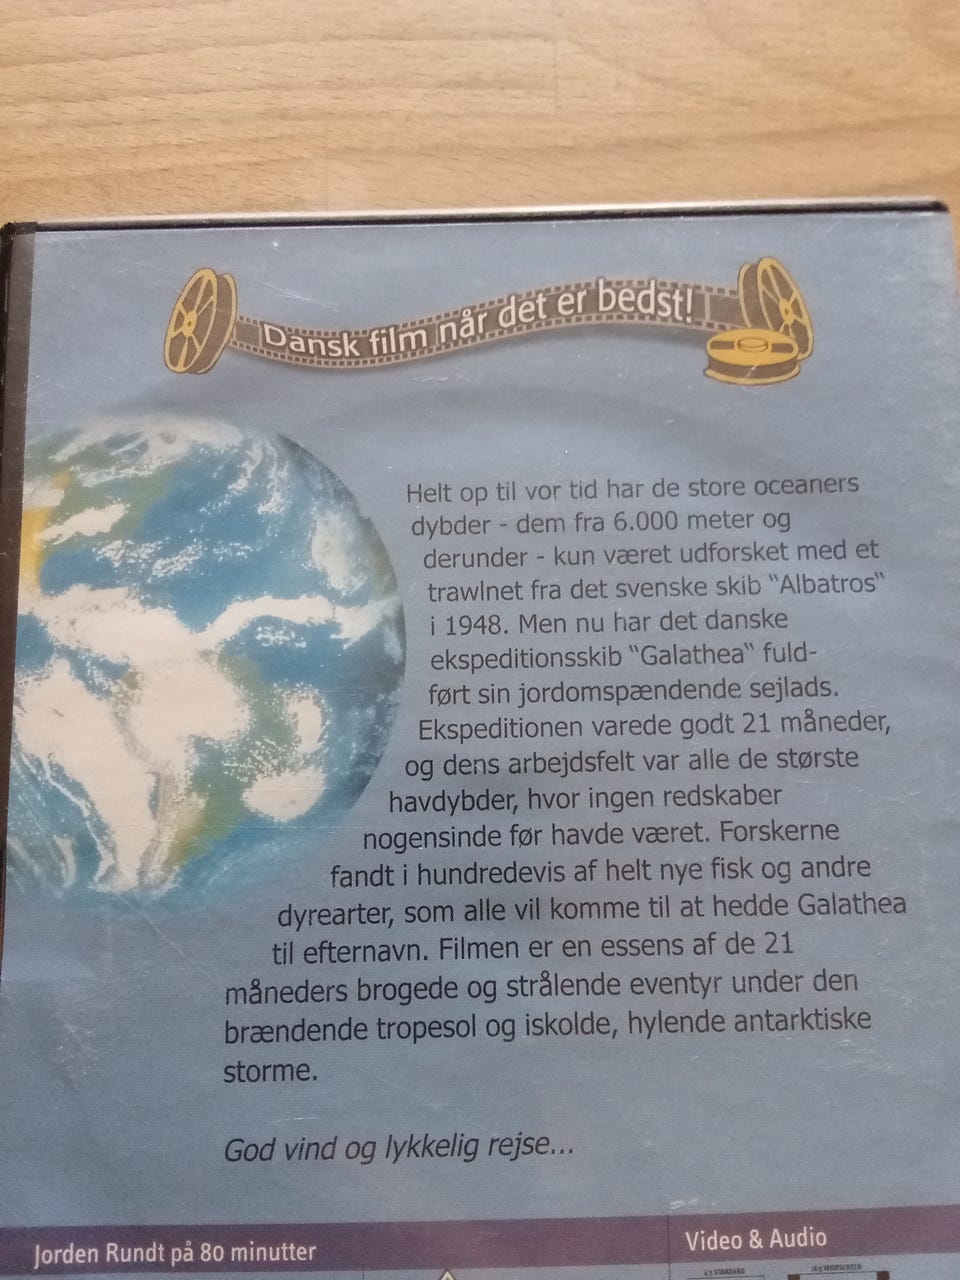 Dansk film når det er bedst!
Helt op til vor tid har de store oceaners
dybder - dem fra 6.000 meter og
derunder - kun været udforsket med et
trawlnet fra det svenske skib "Albatros"
i 1948. Men nu har det danske
ekspeditionsskib "Galathea" fuld-
ført sin jordomspændende sejlads.
Ekspeditionen varede godt 21 måneder,
og dens arbejdsfelt var alle de største
havdybder, hvor ingen redskaber
nogensinde før havde været. Forskerne
fandt i hundredevis af helt nye fisk og andre
dyrearter, som alle vil komme til at hedde Galathea
til efternavn. Filmen er en essens af de 21
måneders brogede og strålende eventyr under den
brændende tropesol og iskolde, hylende antarktiske
storme.
God vind og lykkelig rejse...
Jorden Rundt på 80 minutter
Video & Audio
4:3 STANDARD
16:9 WIDESCREEN